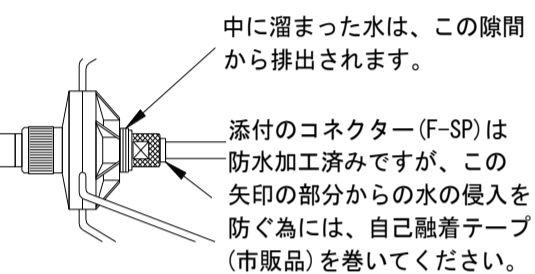 中に溜まった水は、この隙間
から排出されます。
添付のコネクター(F-SP)は
防水加工済みですが、この
矢印の部分からの水の侵入を
防ぐ為には、自己融着テープ
(市販品)を巻いてください。